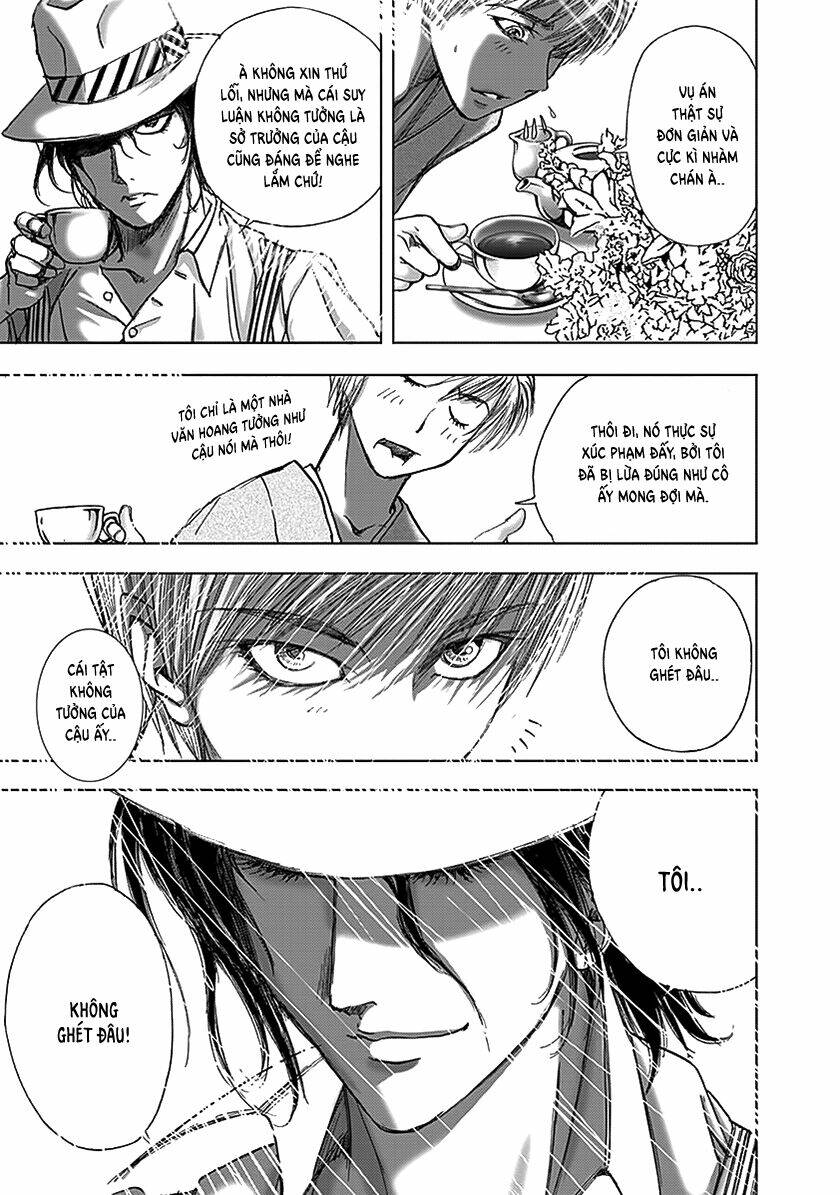 VỤ ÁN
THẬT SỰ
ĐƠN GIẢN VÀ
CỰC KÌ NHÀM
CHÁN À..
À KHÔNG XIN THỨ
LỖI, NHƯNG MÀ CÁI SUY
LUẬN KHÔNG TƯỞNG LÀ
SỞ TRƯỜNG CỦA CẬU
CŨNG ĐÁNG ĐỂ NGHE
LẮM CHỨ!
THÔI ĐI, NÓ THỰC SỰ
XÚC PHẠM ĐẤY, BỞI TÔI
ĐÃ BỊ LỪA ĐÚNG NHƯ CÔ
ẤY MONG ĐỢI MÀ.
TÔI CHỈ LÀ MỘT NHÀ
VĂN HOANG TƯỞNG NHƯ
CẬU NÓI MÀ THÔI!
TÔI KHÔNG
GHÉT ĐÂU..
CÁI TẬT
KHÔNG
TƯỞNG CỦA
CẬU ẤY..
TÔI..
KHÔNG
GHÉT ĐÂU!